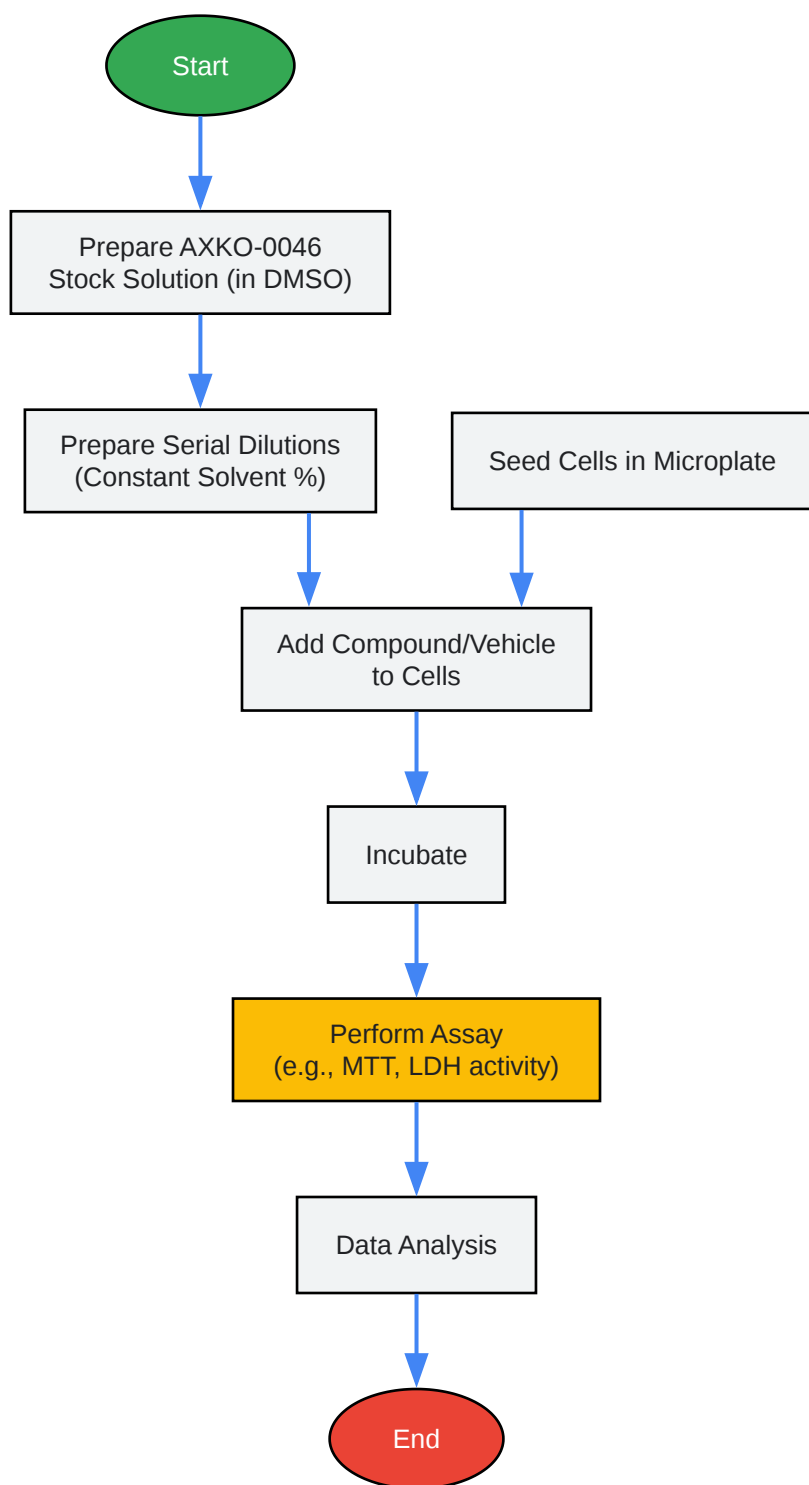 Start
Prepare AXKO-0046
Stock Solution (in DMSO)
Prepare Serial Dilutions
(Constant Solvent %)
Seed Cells in Microplate
Add Compound/Vehicle
to Cells
Incubate
Perform Assay
(e.g., MTT, LDH activity)
Data Analysis
End